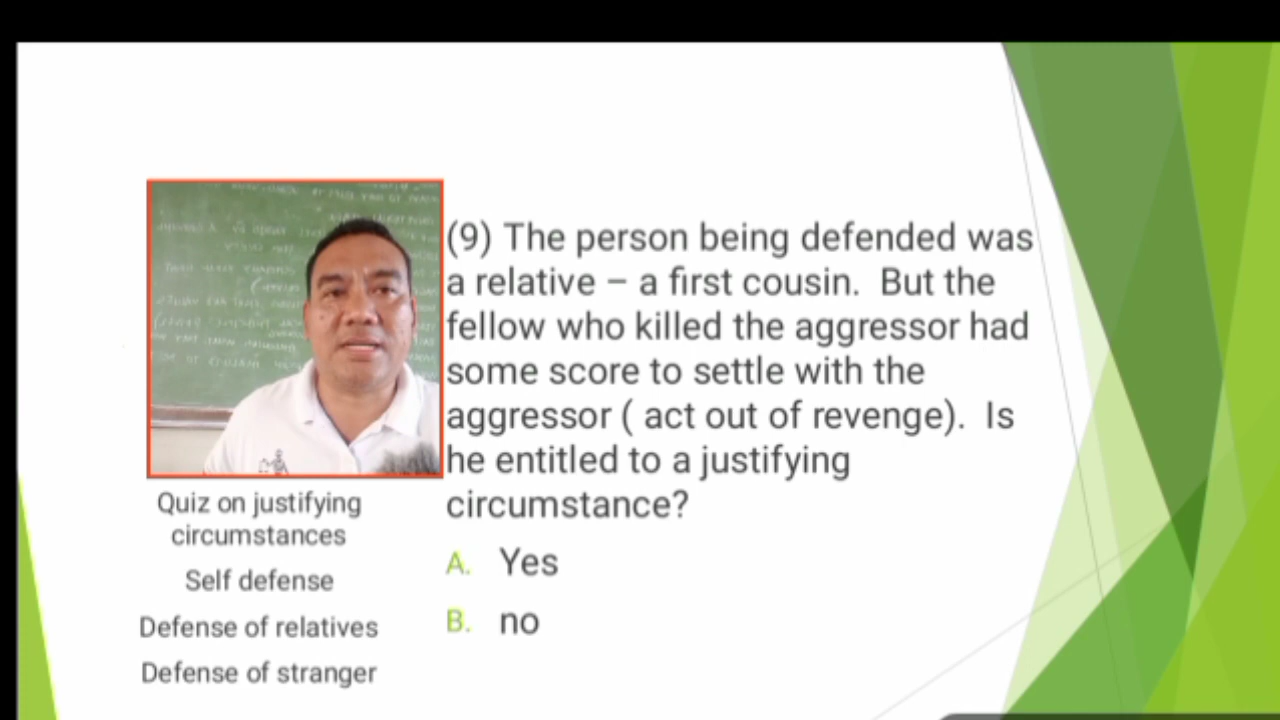 (9) The person being defended was
a relative – a first cousin. But the
fellow who killed the aggressor had
some score to settle with the
aggressor ( act out of revenge). Is
he entitled to a justifying
circumstance?
A. Yes
B. no
Quiz on justifying
circumstances
Self defense
Defense of relatives
Defense of stranger